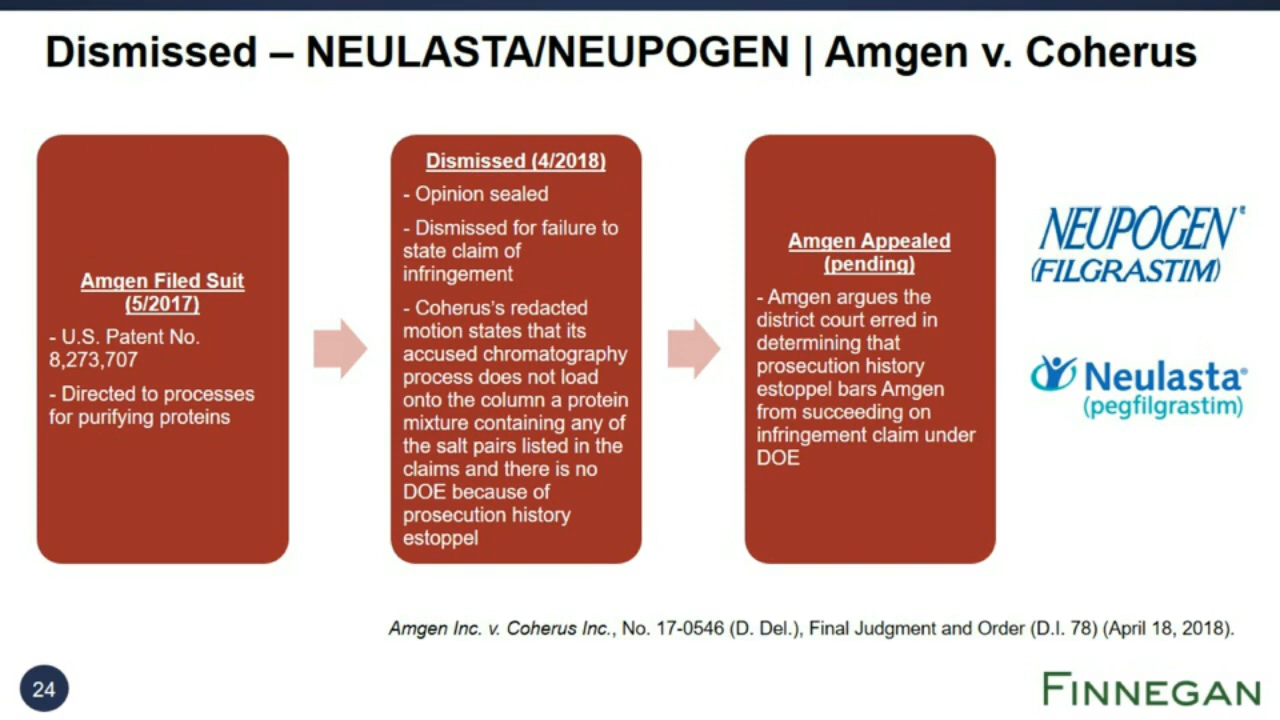 Dismissed – NEULASTA/NEUPOGEN | Amgen v. Coherus
Amgen Filed Suit
(5/2017)
- U.S. Patent No.
8,273,707
- Directed to processes
for purifying proteins
Dismissed (4/2018)
- Opinion sealed
- Dismissed for failure to
state claim of
infringement
- Coherus's redacted
motion states that its
accused chromatography
process does not load
onto the column a protein
mixture containing any of
the salt pairs listed in the
claims and there is no
DOE because of
prosecution history
estoppel
Amgen Appealed
(pending)
- Amgen argues the
district court erred in
determining that
prosecution history
estoppel bars Amgen
from succeeding on
infringement claim under
DOE
NEUPOGEN®
(FILGRASTIM)
Neulasta®
(pegfilgrastim)
Amgen Inc. v. Coherus Inc., No. 17-0546 (D. Del.), Final Judgment and Order (D.I. 78) (April 18, 2018).
24
FINNEGAN